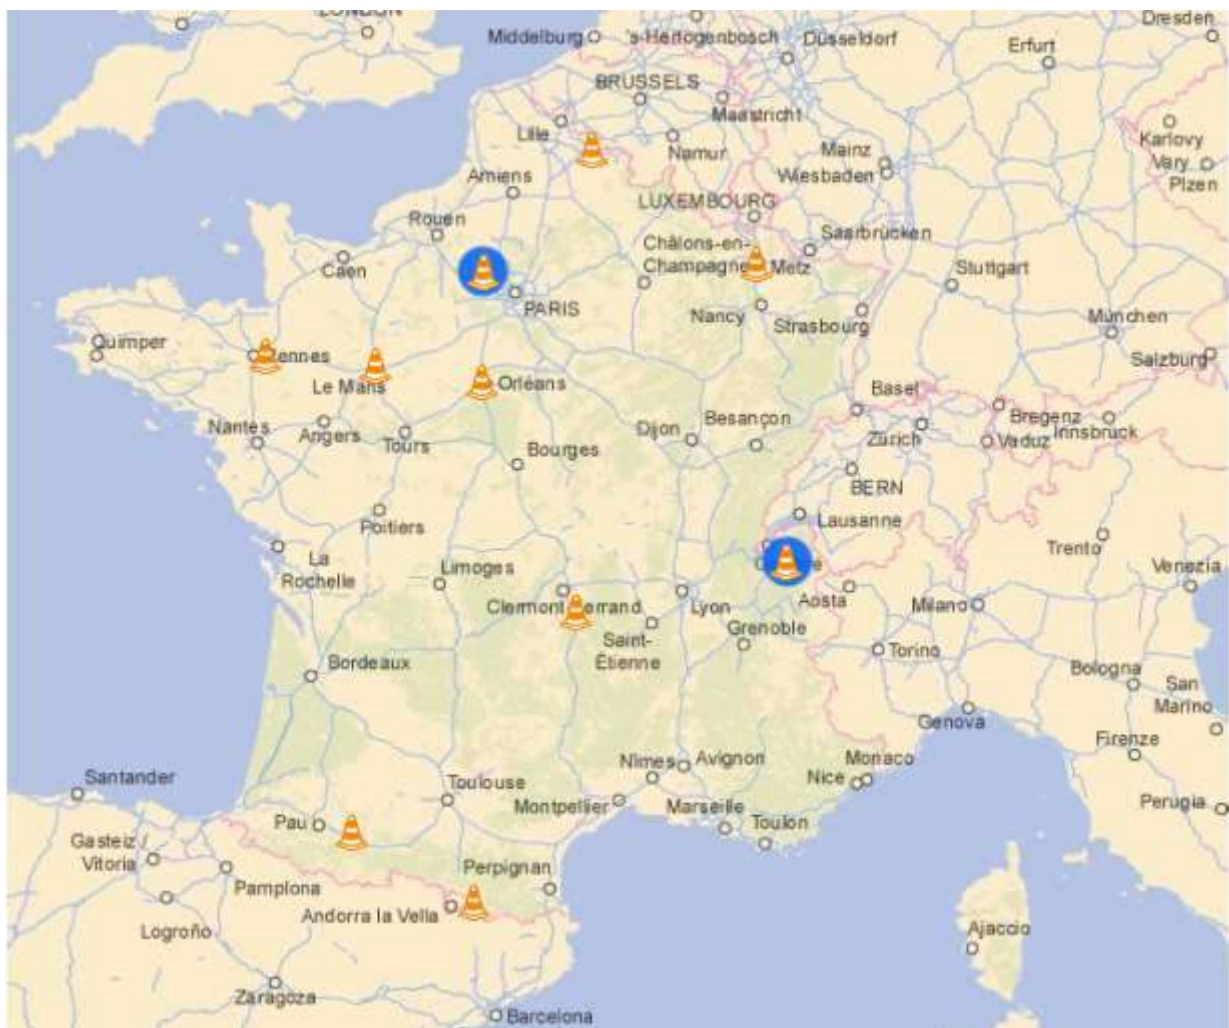 LONDON
Dresden
Middelburg
's-Hertogenbosch
Düsseldorf
Erfurt
BRUSSELS
Maastricht
Lille
Namur
Karlovy
Vary
Plzen
Mainz
Wiesbaden
Amiens
LUXEMBOURG
Rouen
Saarbrücken
Châlons-en-
Champagne
Metz
Caen
Stuttgart
PARIS
Nancy
Strasbourg
München
Quimper
Rennes
Salzburg
Le Mans
Orléans
Basel
Besançon
Bregenz
Innsbruck
Nantes
Angers
Tours
Dijon
Zürich
Vaduz
Bourges
BERN
Poitiers
Lausanne
Trento
La
Rochelle
Limoges
Venezia
Clermont
errand
Lyon
Aosta
Milano
Saint-
Étienne
Grenoble
Torino
Bordeaux
Bologna
San
Marino
Genova
Firenze
Nîmes
Avignon
Monaco
Nice
Santander
Toulouse
Montpellier
Marseille
Perugia
Pau
Toulon
Gasteiz /
Vitoria
Perpignan
Pamplona
Andorra la Vella
Logroño
Ajaccio
Zaragoza
Barcelona